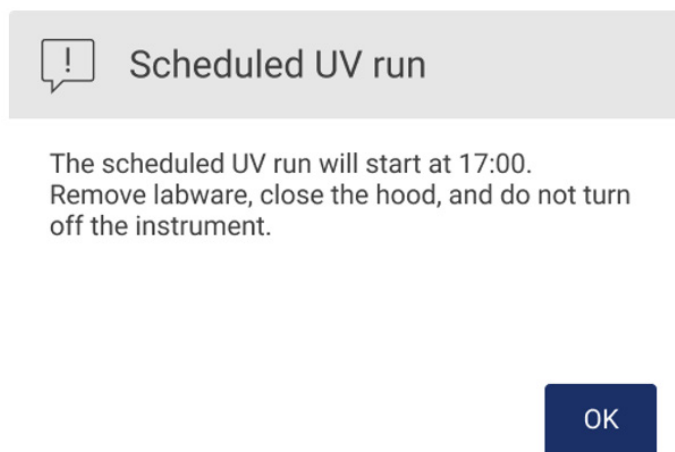 Scheduled UV run
The scheduled UV run will start at 17:00.
Remove labware, close the hood, and do not turn
off the instrument.
OK